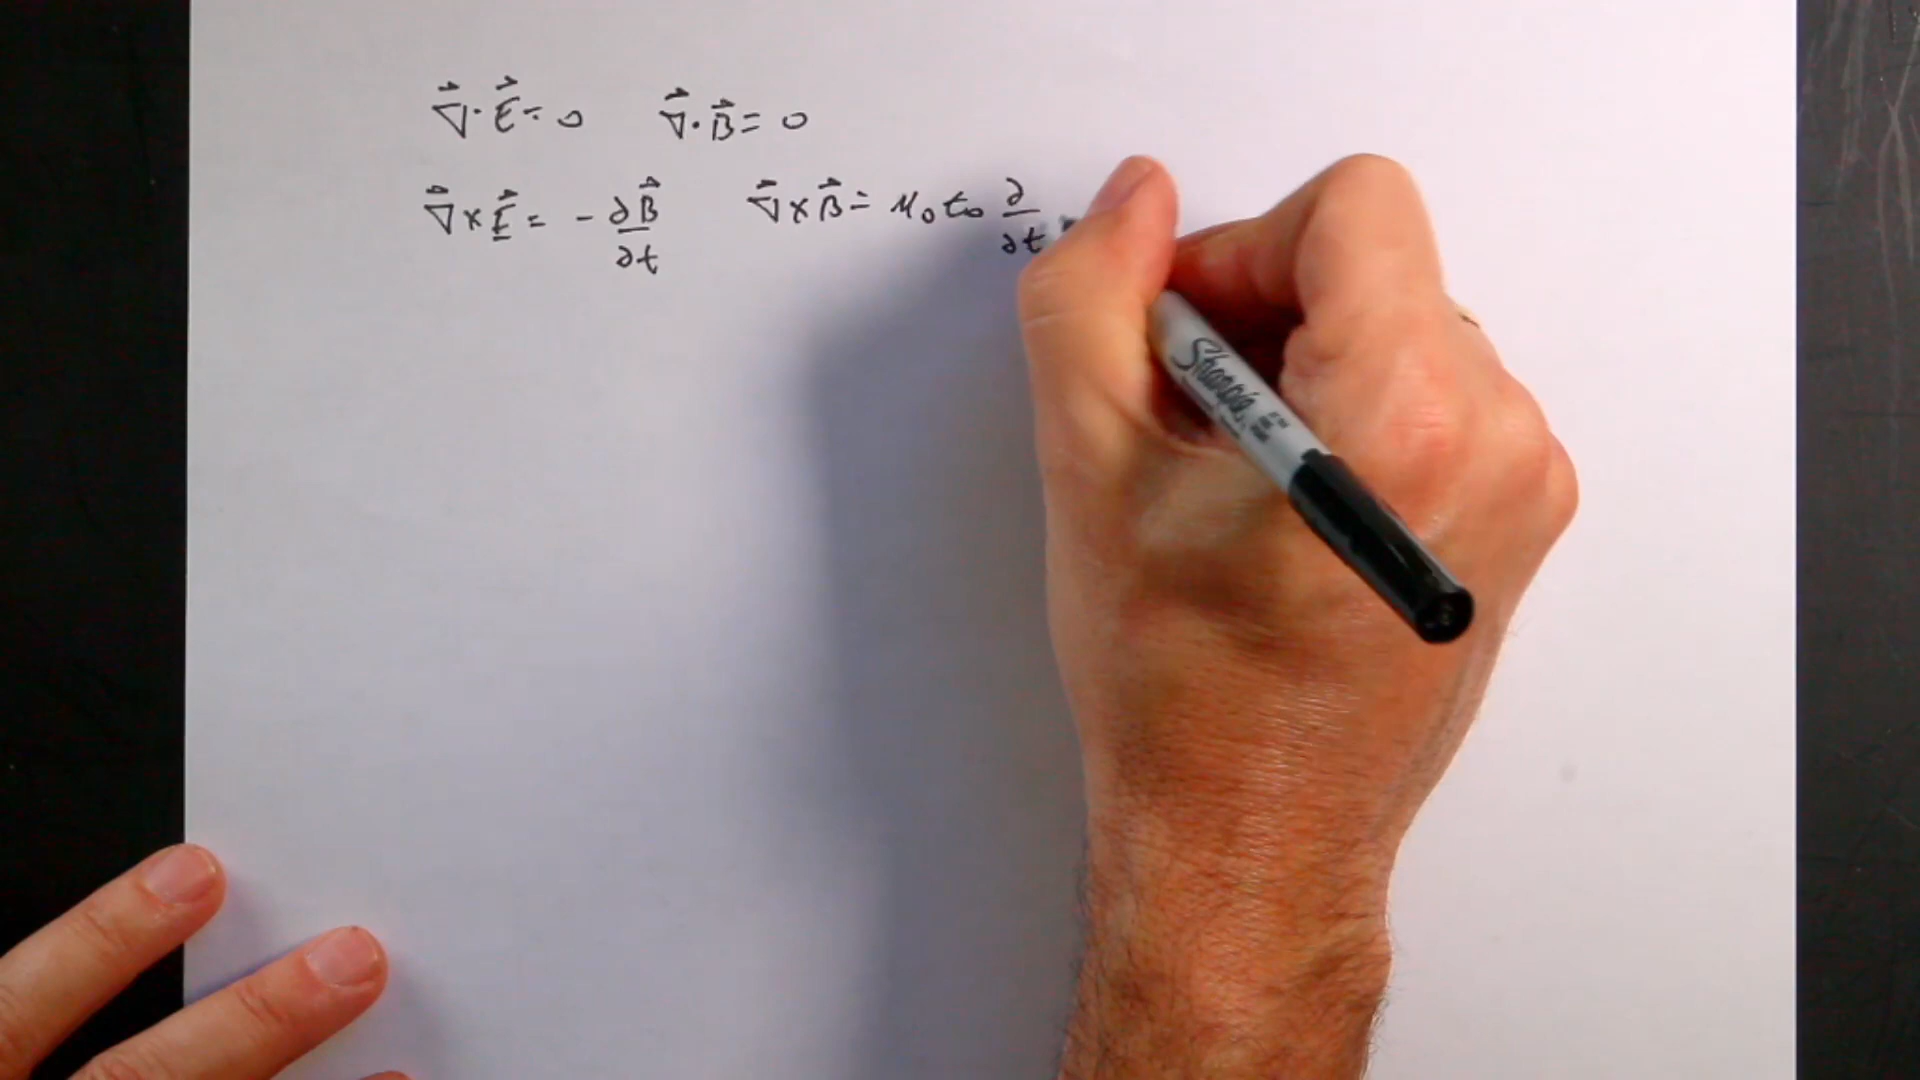 ∇⃗·E⃗ = 0   ∇⃗·B⃗ = 0
∇⃗×E⃗ = -∂B⃗/∂t   ∇⃗×B⃗ = μ₀ε₀ ∂/∂t
Sharpie